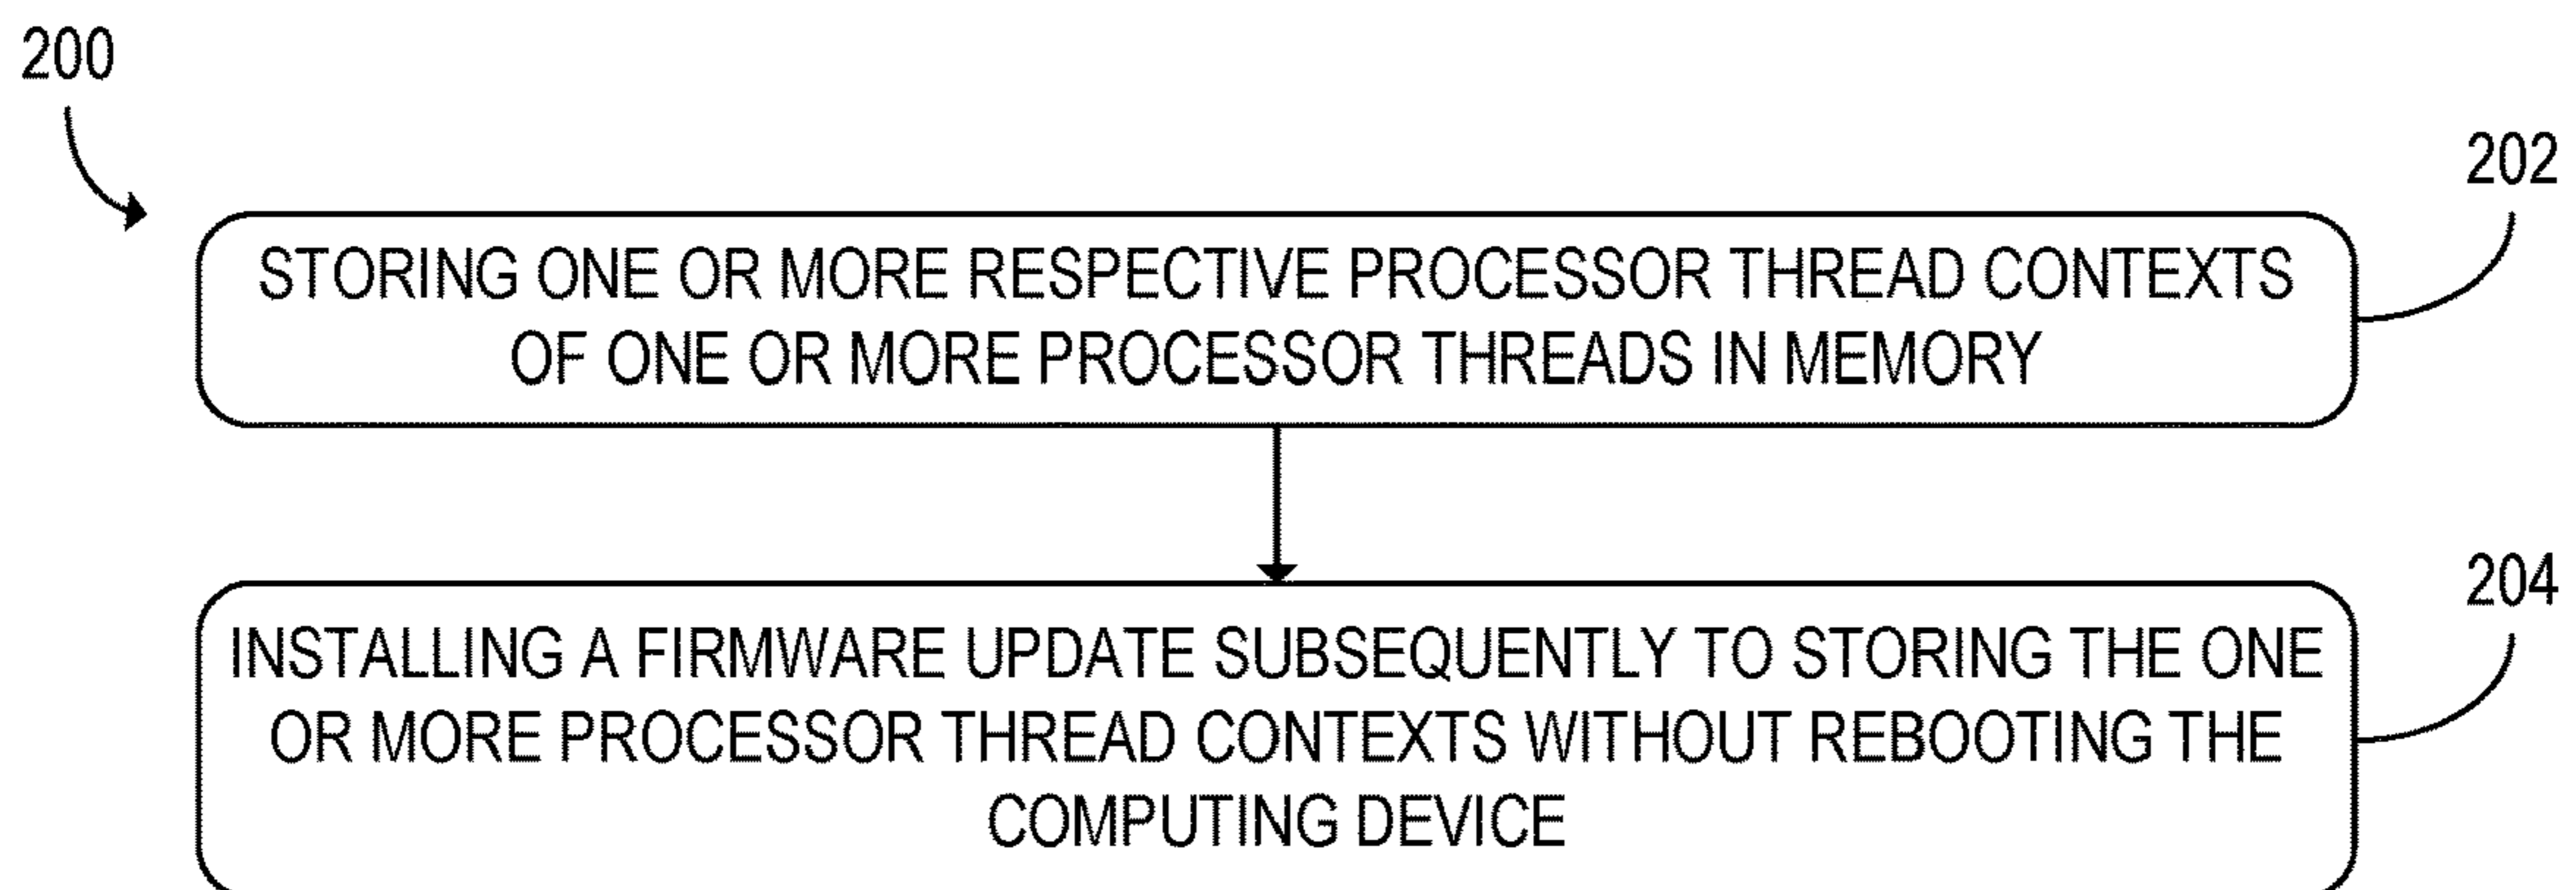 200
202
STORING ONE OR MORE RESPECTIVE PROCESSOR THREAD CONTEXTS
OF ONE OR MORE PROCESSOR THREADS IN MEMORY
204
INSTALLING A FIRMWARE UPDATE SUBSEQUENTLY TO STORING THE ONE
OR MORE PROCESSOR THREAD CONTEXTS WITHOUT REBOOTING THE
COMPUTING DEVICE